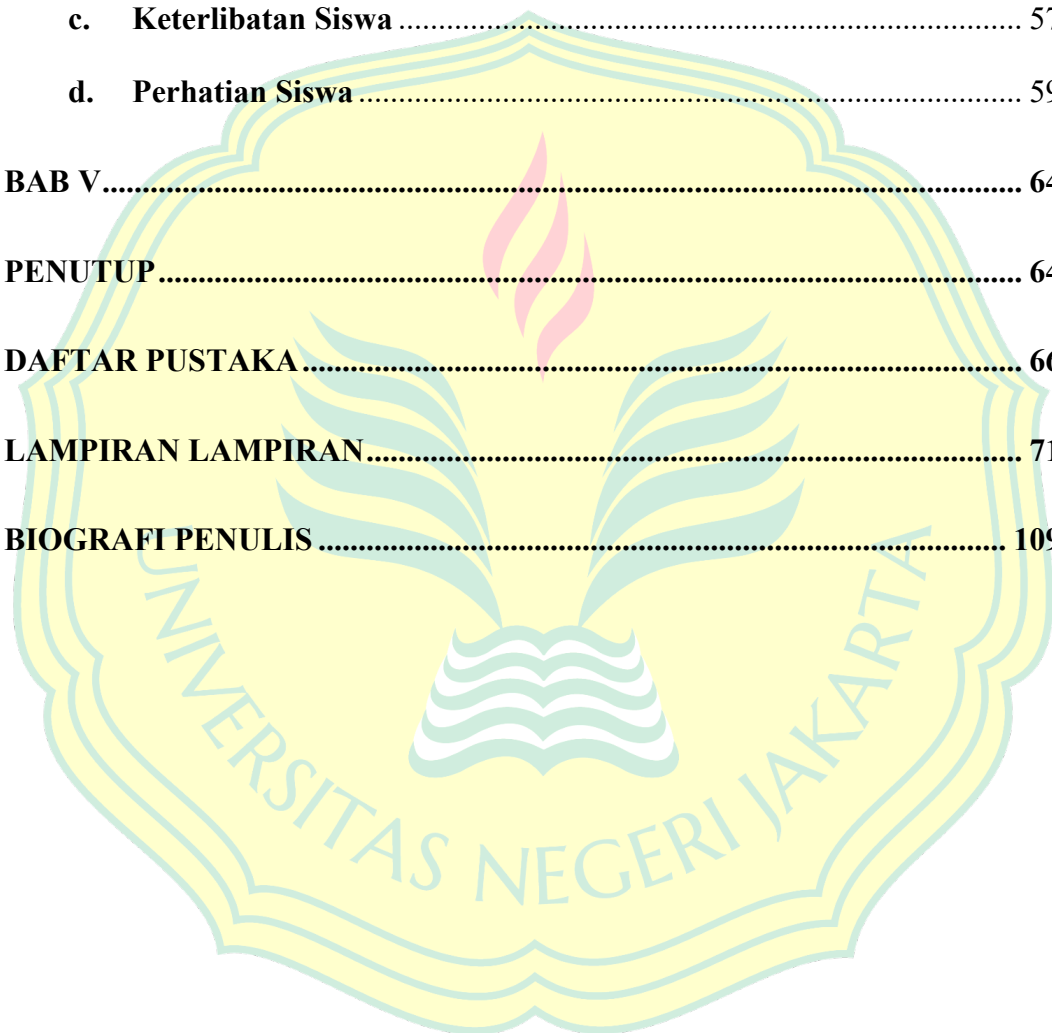 c. Keterlibatan Siswa ........................................ 57
d. Perhatian Siswa ........................................ 59
BAB V ........................................ 64
PENUTUP ........................................ 64
DAFTAR PUSTAKA ........................................ 66
LAMPIRAN LAMPIRAN ........................................ 71
BIOGRAFI PENULIS ........................................ 109
UNIVERSITAS NEGERI JAKARTA